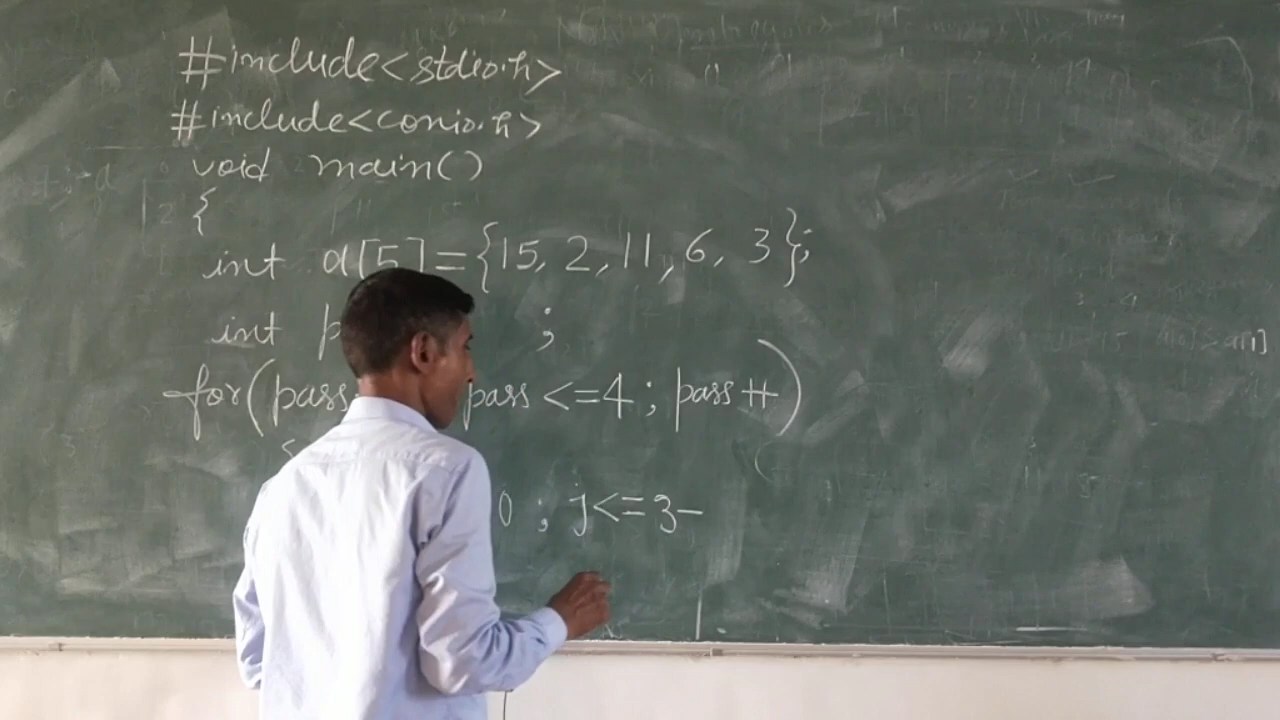 #include<stdio.h>
#include<conio.h>
void main()
{
int a[5]={15, 2, 11, 6, 3};
int ;
for(pass pass <=4 ; pass ++)
0 ; j<=3-